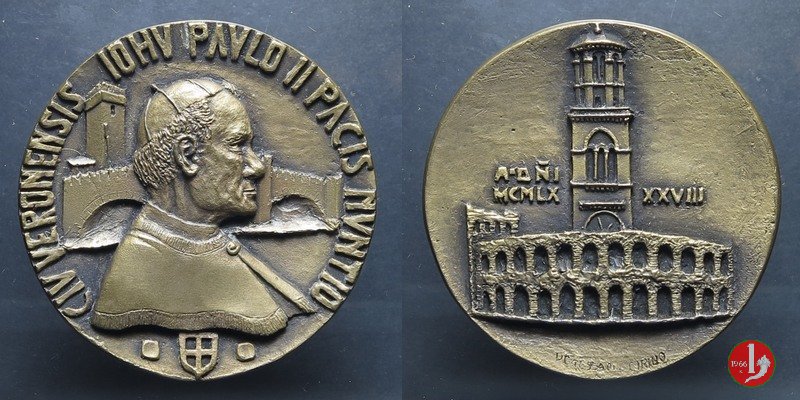 CIV VERONENSIS IOHV PAVLO II PACIS NVNTIO
A·D·ÑI
MCMLX XXVIII
1966